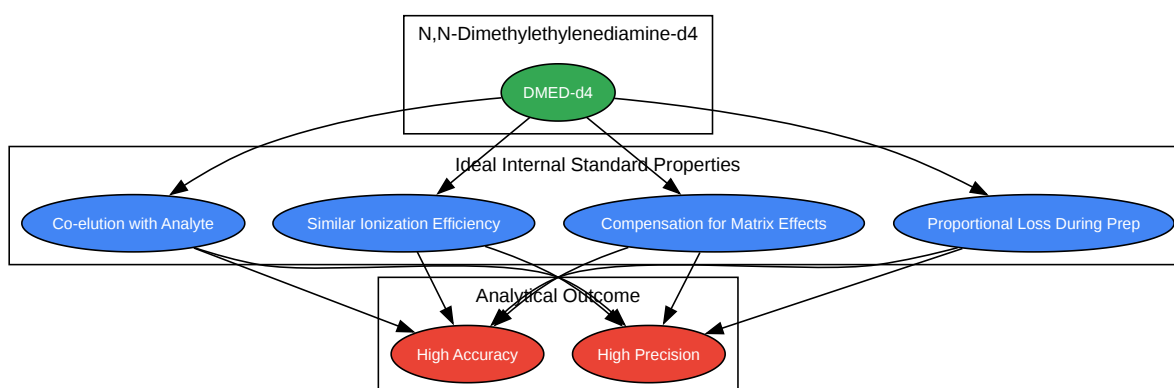 N,N-Dimethylethylenediamine-d4
DMED-d4
Ideal Internal Standard Properties
Co-elution with Analyte
Similar Ionization Efficiency
Compensation for Matrix Effects
Proportional Loss During Prep
Analytical Outcome
High Accuracy
High Precision